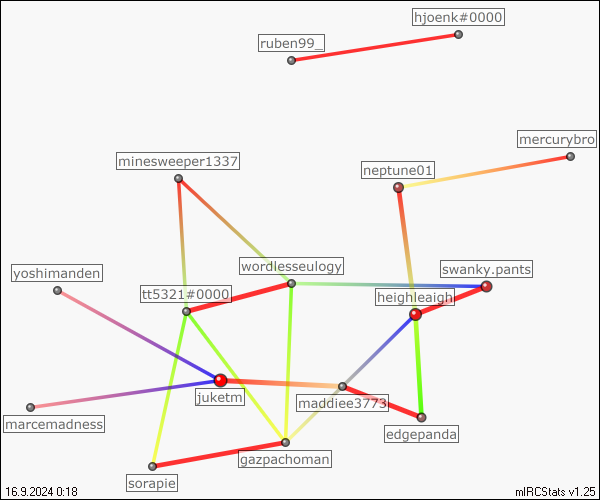 hjoenk#0000
ruben99_
mercurybro
minesweeper1337
neptune01
wordlesseulogy
swanky.pants
yoshimanden
tt5321#0000
heighleaigh
juketm
maddiee3773
marcemadness
edgepanda
gazpachoman
sorapie
16.9.2024 0:18
mIRCStats v1.25